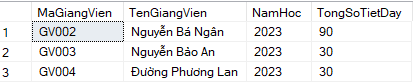 MaGiangVien TenGiangVien NamHoc TongSoTietDay
1 GV002 Nguyễn Bá Ngân 2023 90
2 GV003 Nguyễn Bảo An 2023 30
3 GV004 Đường Phương Lan 2023 30